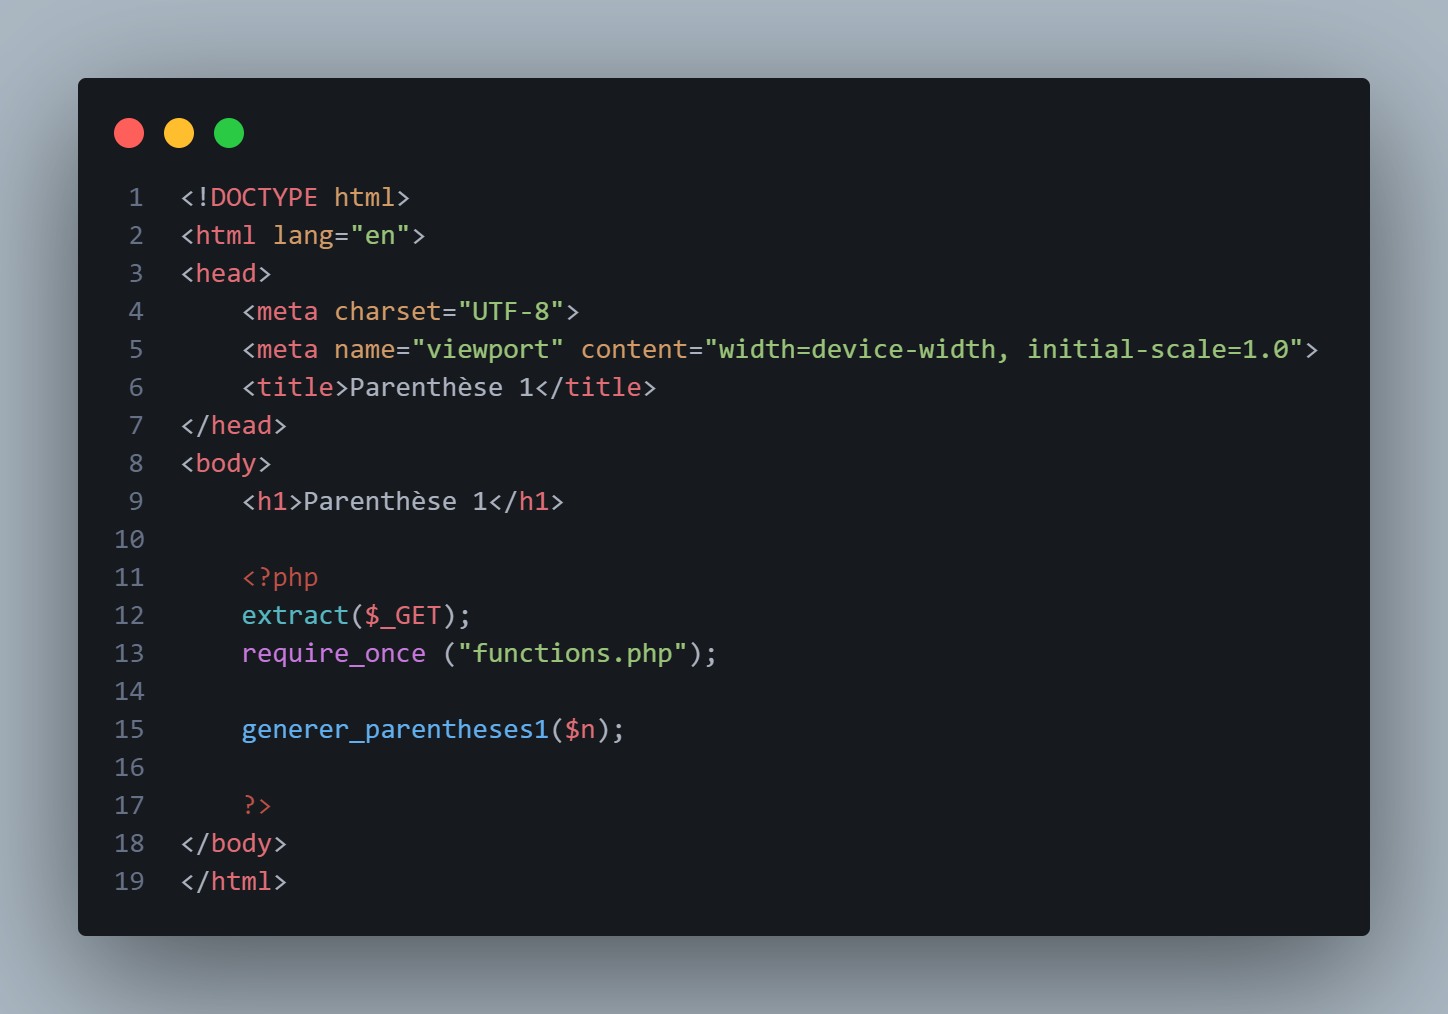 1 <!DOCTYPE html>
2 <html lang="en">
3 <head>
4     <meta charset="UTF-8">
5     <meta name="viewport" content="width=device-width, initial-scale=1.0">
6     <title>Parenthèse 1</title>
7 </head>
8 <body>
9     <h1>Parenthèse 1</h1>
10
11     <?php
12     extract($_GET);
13     require_once ("functions.php");
14
15     generer_parentheses1($n);
16
17     ?>
18 </body>
19 </html>